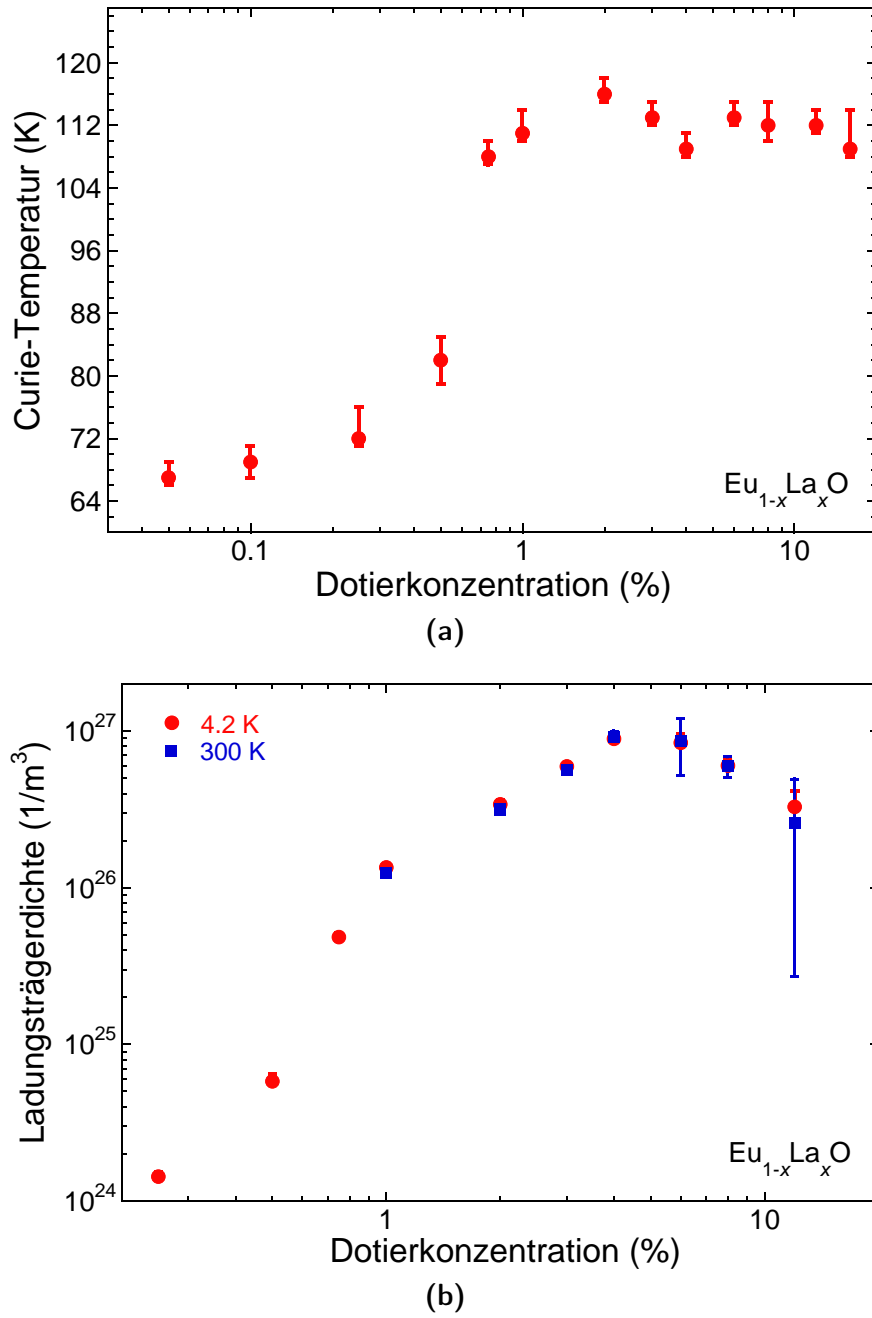 120
112
104
96
88
80
72
64
Curie-Temperatur (K)
Eu1-xLaxO
0.1 1 10
Dotierkonzentration (%)
(a)
10^27
10^26
10^25
10^24
Ladungsträgerdichte (1/m^3)
4.2 K
300 K
Eu1-xLaxO
1 10
Dotierkonzentration (%)
(b)